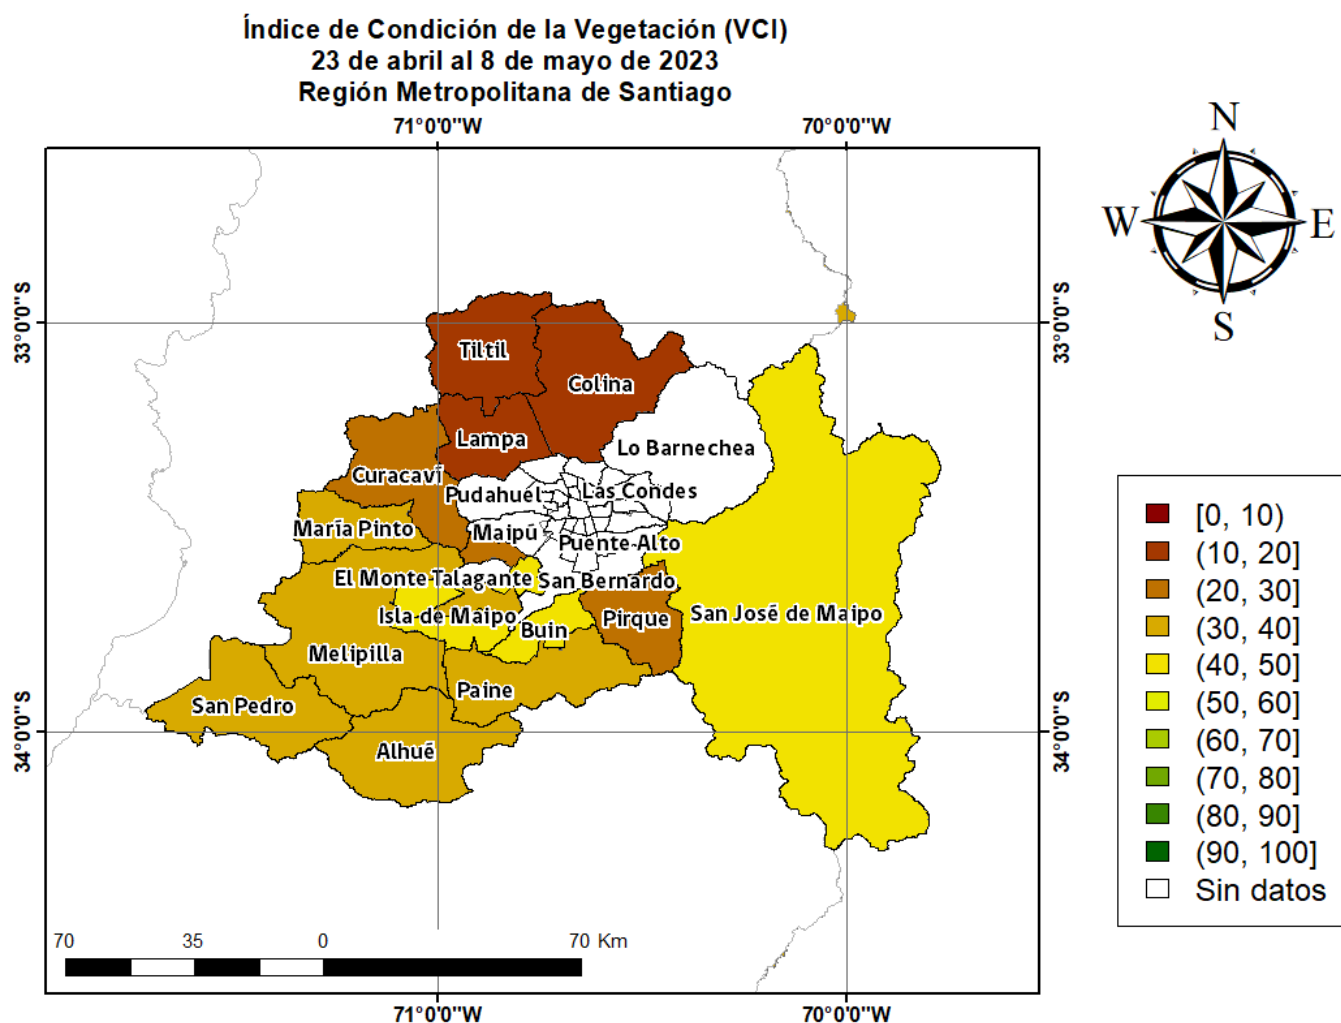 Índice de Condición de la Vegetación (VCI)
23 de abril al 8 de mayo de 2023
Región Metropolitana de Santiago
71°0'0"W
70°0'0"W
N
W
E
S
33°0'0"S
33°0'0"S
Tiltil
Colina
Lampa
Lo Barnechea
Curacaví
Pudahuel
Las Condes
María Pinto
Maipú
Puente Alto
El Monte
Talagante
San Bernardo
Isla de Maipo
Buin
Pirque
San José de Maipo
Melipilla
Paine
San Pedro
Alhué
34°0'0"S
34°0'0"S
[0, 10)
(10, 20]
(20, 30]
(30, 40]
(40, 50]
(50, 60]
(60, 70]
(70, 80]
(80, 90]
(90, 100]
Sin datos
70 35 0 70 Km
71°0'0"W
70°0'0"W